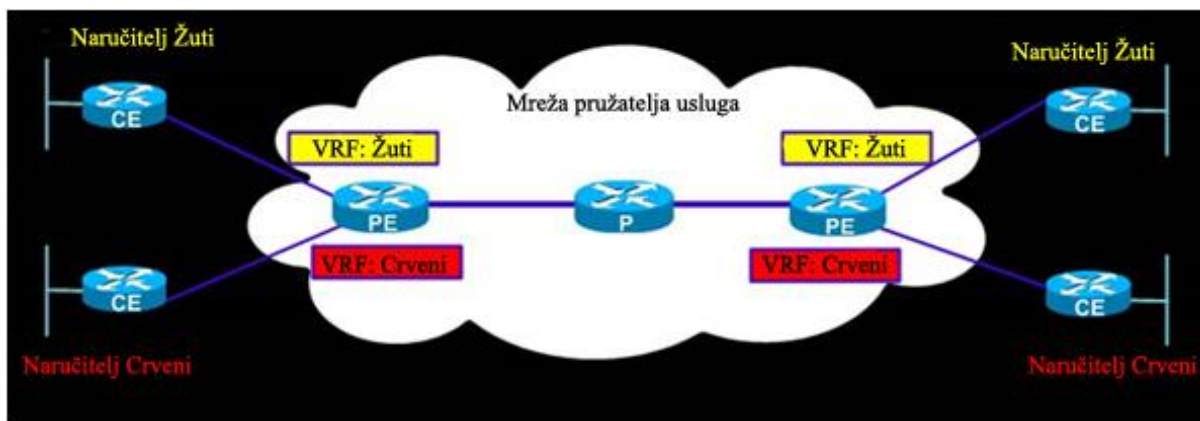 Naručitelj Žuti
Naručitelj Žuti
CE
CE
Mreža pružatelja usluga
VRF: Žuti
VRF: Žuti
PE
P
PE
VRF: Crveni
VRF: Crveni
CE
CE
Naručitelj Crveni
Naručitelj Crveni